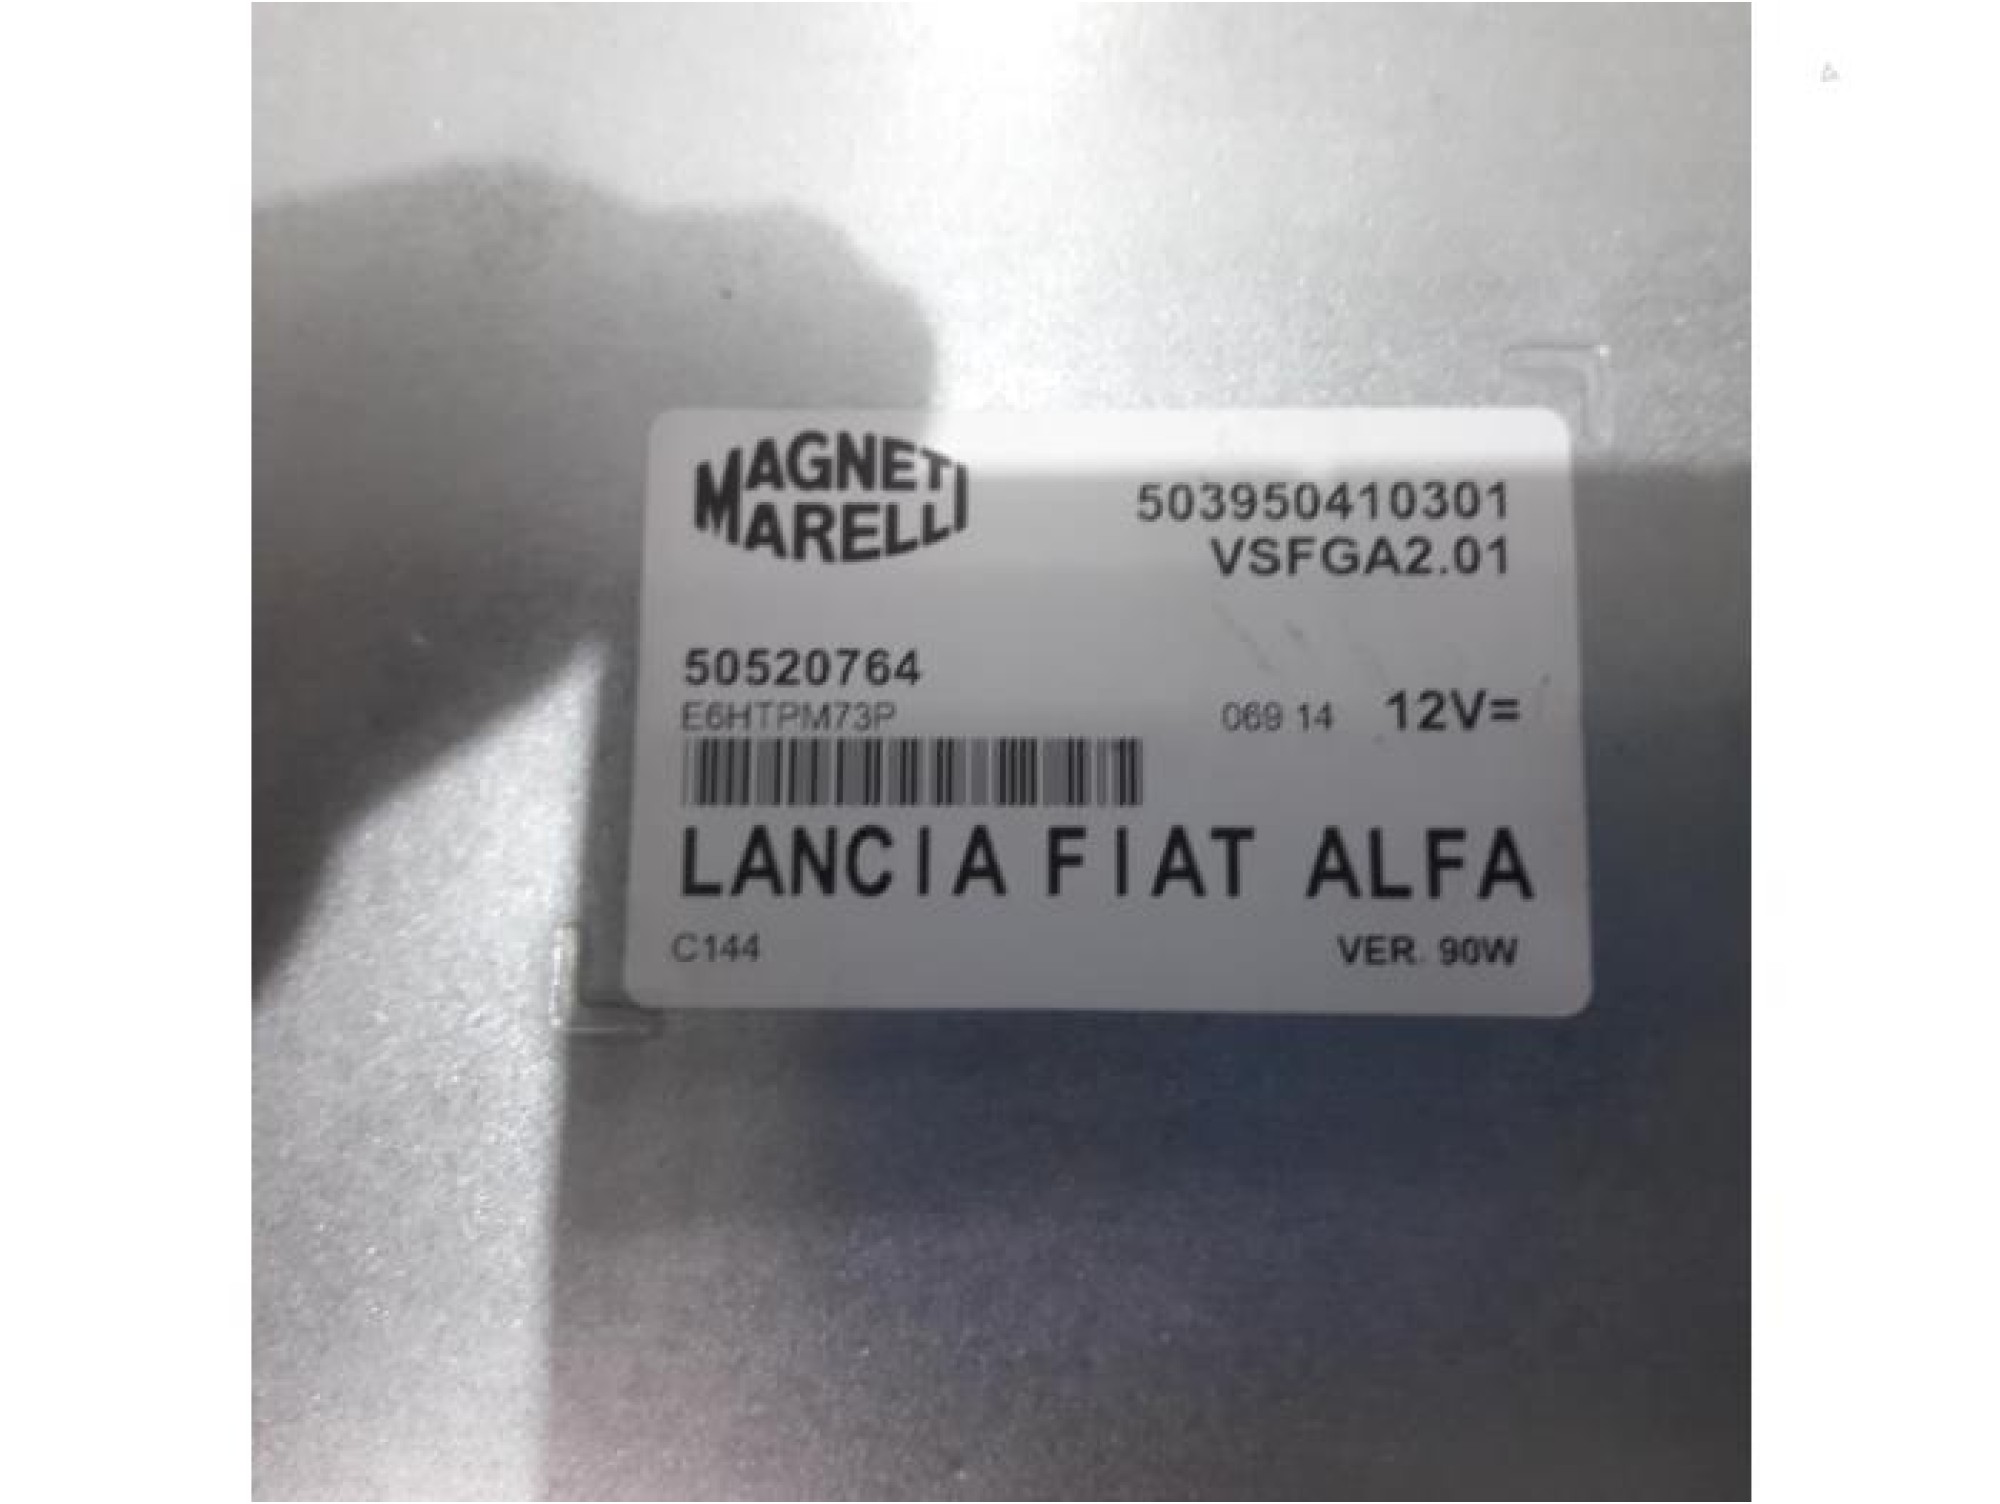 MAGNETI
MARELLI
503950410301
VSFGA2.01
50520764
E6HTPM73P
069 14 12V=
LANCIA FIAT ALFA
C144
VER. 90W